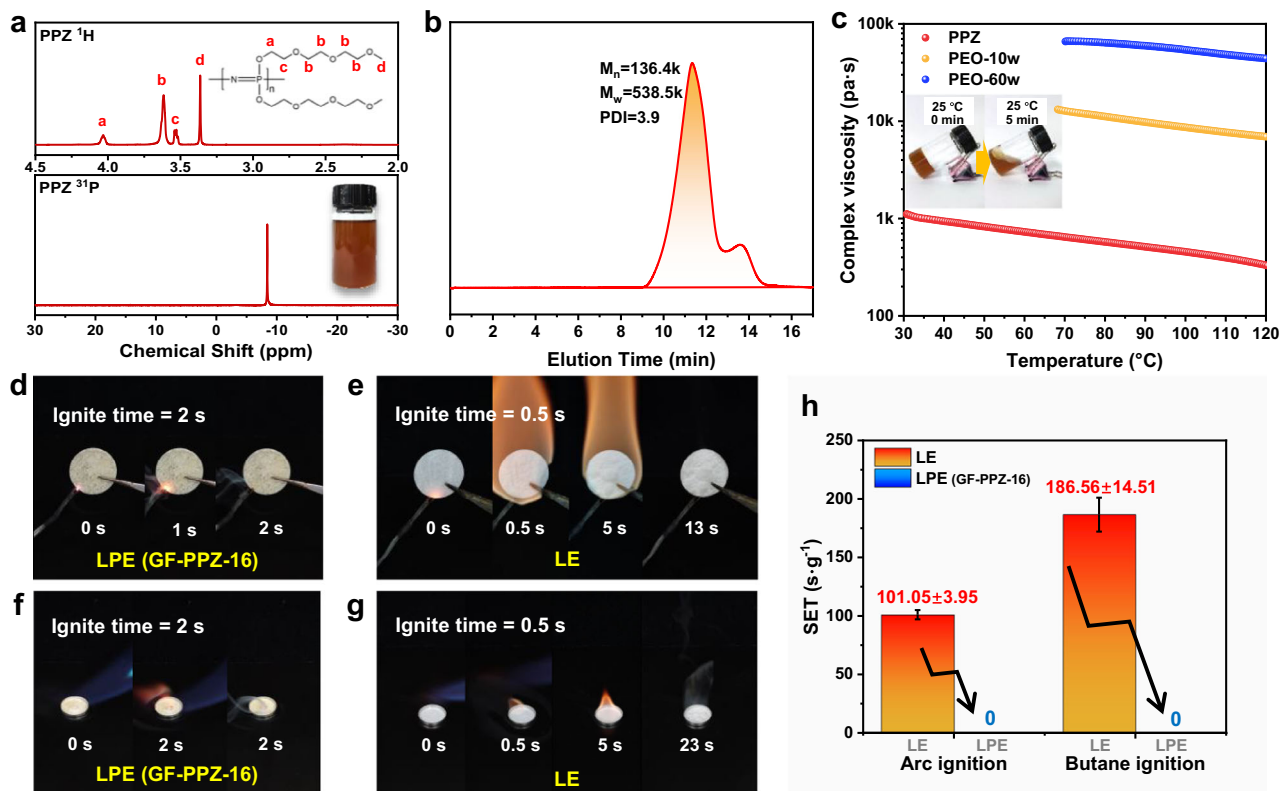 a
PPZ ¹H
a
b
c
d
a
b
b
b
c
b
b
d
N
P
O
O
O
O
O
O
O
O
n
4.5
4.0
3.5
3.0
2.5
2.0
PPZ ³¹P
30
20
10
0
-10
-20
-30
Chemical Shift (ppm)
b
Mn=136.4k
Mw=538.5k
PDI=3.9
0
2
4
6
8
10
12
14
16
Elution Time (min)
c
Complex viscosity (pa·s)
100k
10k
1k
100
PPZ
PEO-10w
PEO-60w
25 °C
0 min
25 °C
5 min
30
40
50
60
70
80
90
100
110
120
Temperature (°C)
d
Ignite time = 2 s
0 s
1 s
2 s
LPE (GF-PPZ-16)
e
Ignite time = 0.5 s
0 s
0.5 s
5 s
13 s
LE
f
Ignite time = 2 s
0 s
2 s
2 s
LPE (GF-PPZ-16)
g
Ignite time = 0.5 s
0 s
0.5 s
5 s
23 s
LE
h
SET (s·g⁻¹)
250
200
150
100
50
0
LE
LPE (GF-PPZ-16)
101.05±3.95
186.56±14.51
0
0
LE
LPE
LE
LPE
Arc ignition
Butane ignition